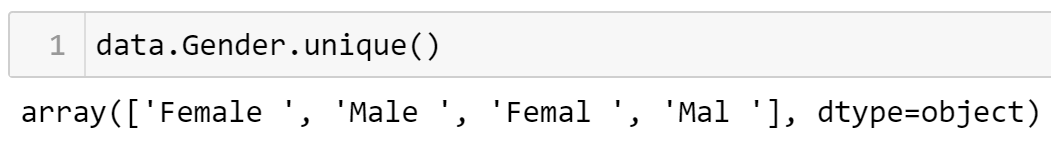 1 data.Gender.unique()
array(['Female ', 'Male ', 'Femal ', 'Mal '], dtype=object)